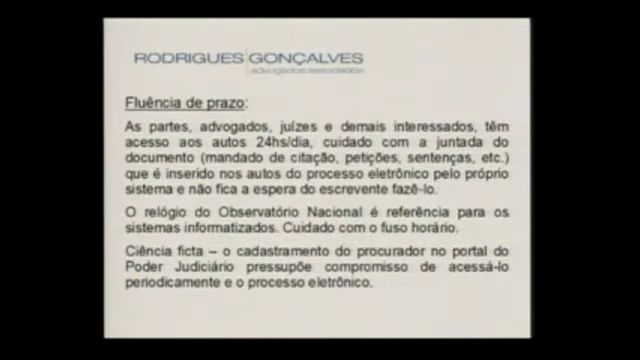 RODRIGUES GONÇALVES
advogados associados
Fluência de prazo:
As partes, advogados, juízes e demais interessados, têm
acesso aos autos 24hs/dia, cuidado com a juntada do
documento (mandado de citação, petições, sentenças, etc.)
que é inserido nos autos do processo eletrônico pelo próprio
sistema e não fica a espera do escrevente fazê-lo.
O relógio do Observatório Nacional é referência para os
sistemas informatizados. Cuidado com o fuso horário.
Ciência ficta – o cadastramento do procurador no portal do
Poder Judiciário pressupõe compromisso de acessá-lo
periodicamente e o processo eletrônico.